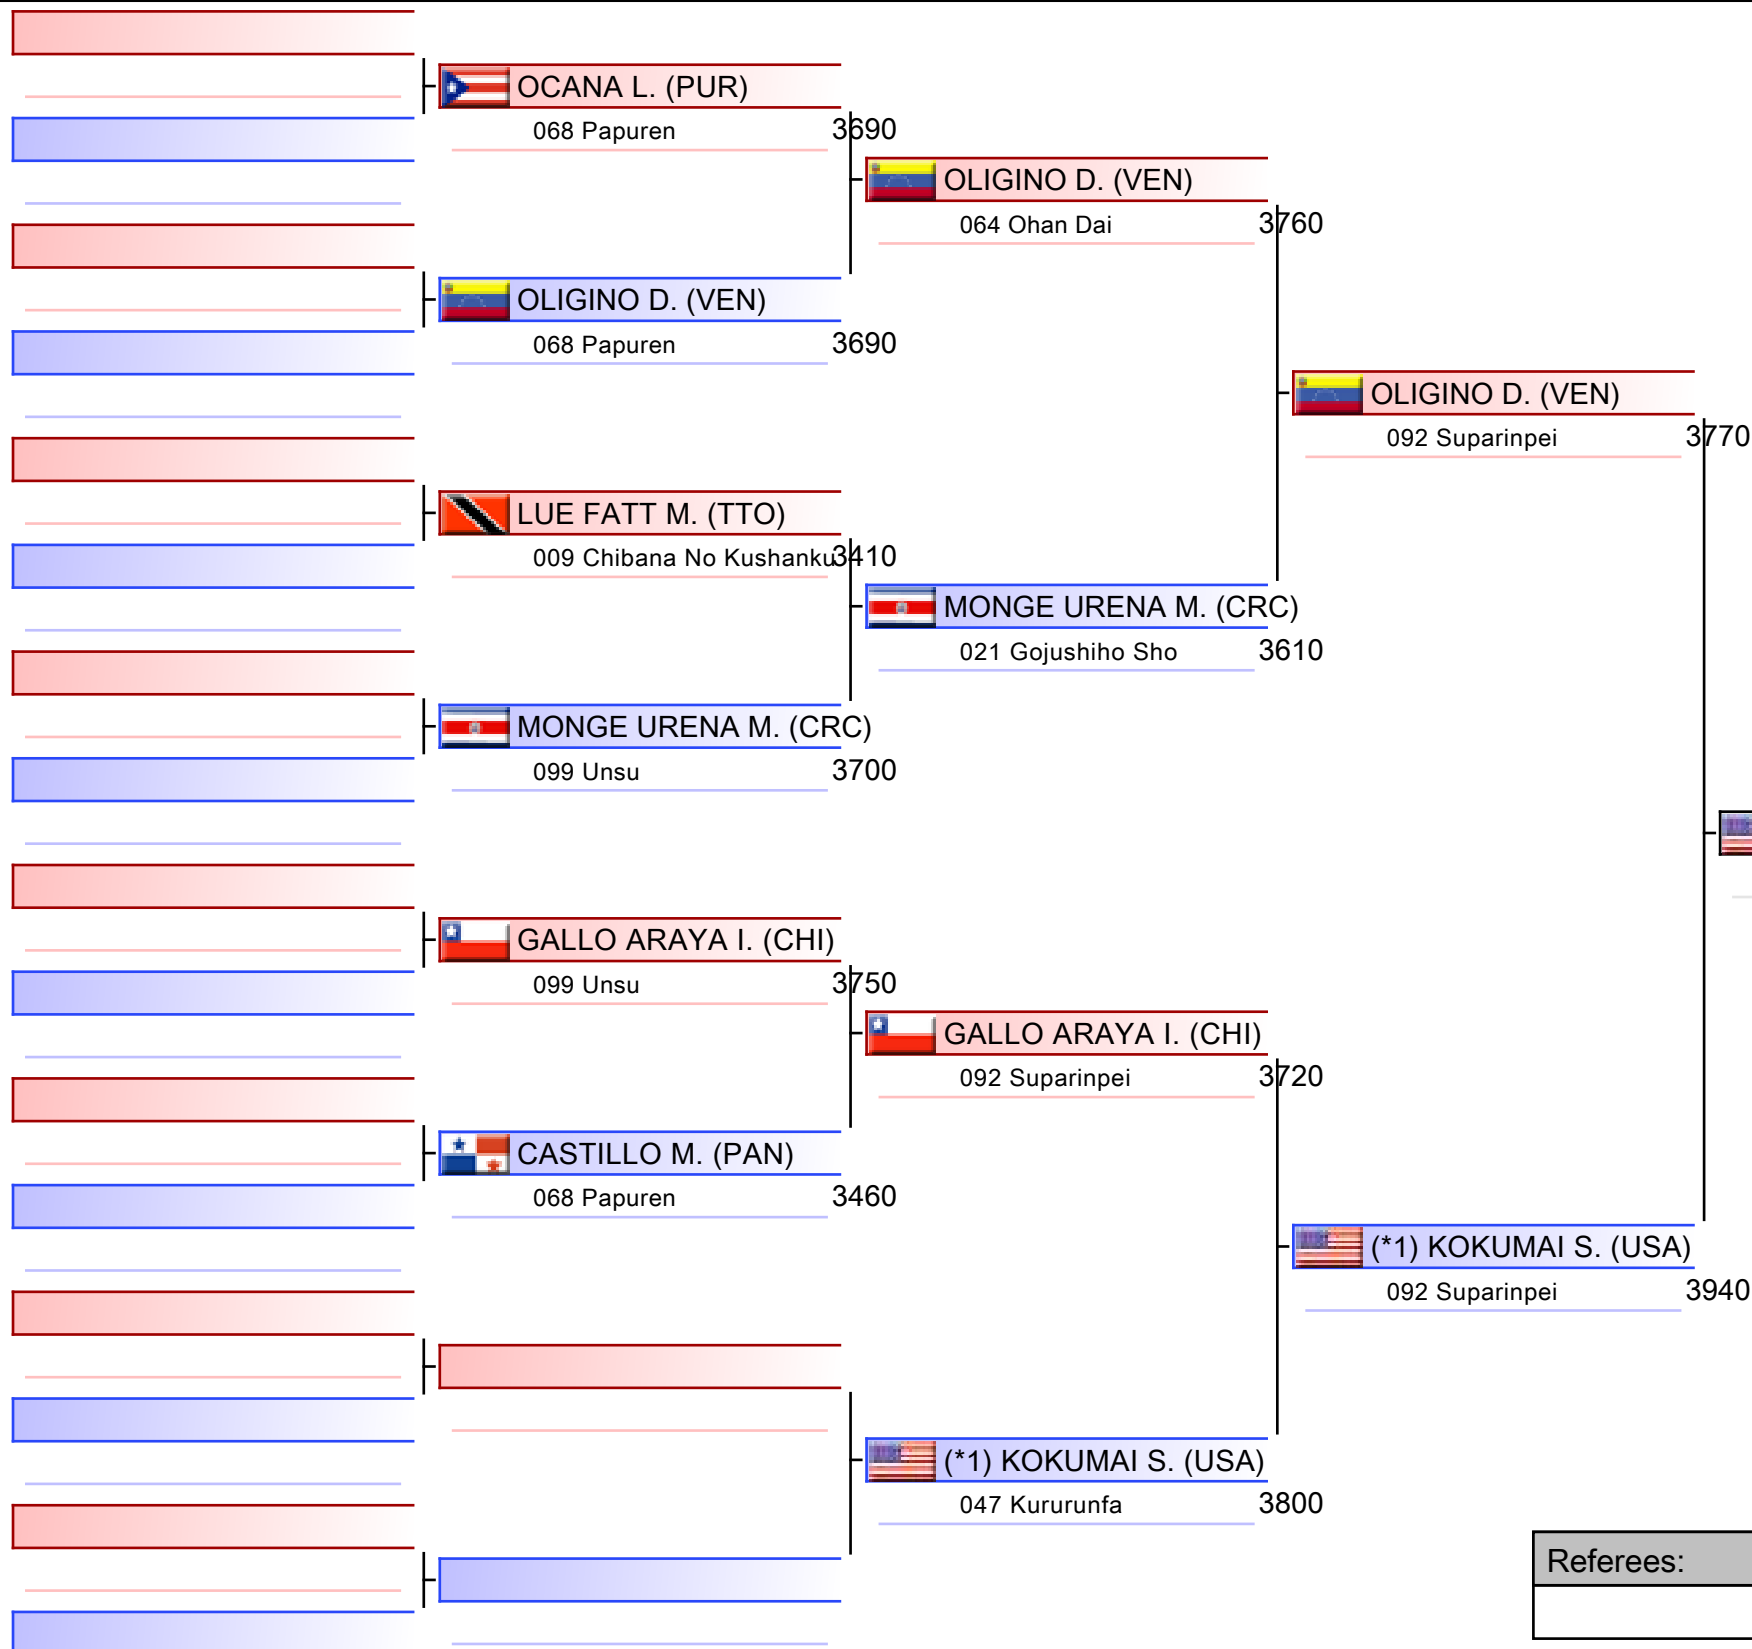 OCANA L. (PUR)
068 Papuren 3690
OLIGINO D. (VEN)
064 Ohan Dai 3760
OLIGINO D. (VEN)
068 Papuren 3690
OLIGINO D. (VEN)
092 Suparinpei 3770
LUE FATT M. (TTO)
009 Chibana No Kushanku 3410
MONGE URENA M. (CRC)
021 Gojushiho Sho 3610
MONGE URENA M. (CRC)
099 Unsu 3700
GALLO ARAYA I. (CHI)
099 Unsu 3750
GALLO ARAYA I. (CHI)
092 Suparinpei 3720
CASTILLO M. (PAN)
068 Papuren 3460
(*1) KOKUMAI S. (USA)
092 Suparinpei 3940
(*1) KOKUMAI S. (USA)
047 Kururunfa 3800
Referees: